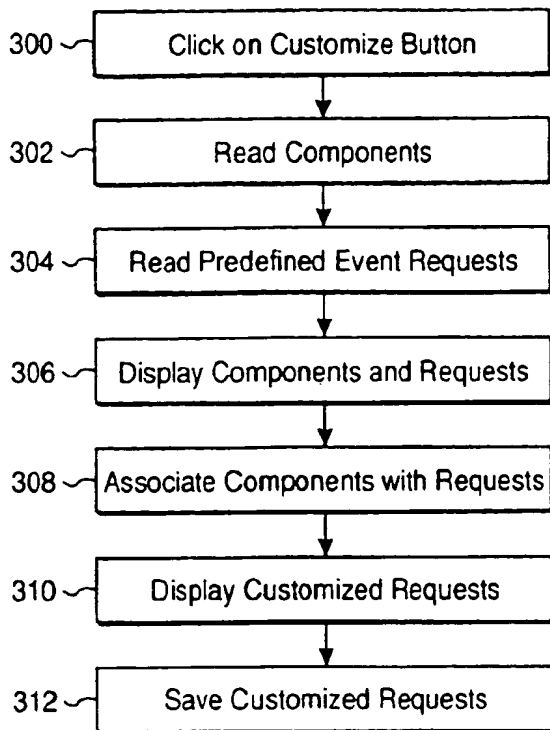 300 Click on Customize Button
302 Read Components
304 Read Predefined Event Requests
306 Display Components and Requests
308 Associate Components with Requests
310 Display Customized Requests
312 Save Customized Requests